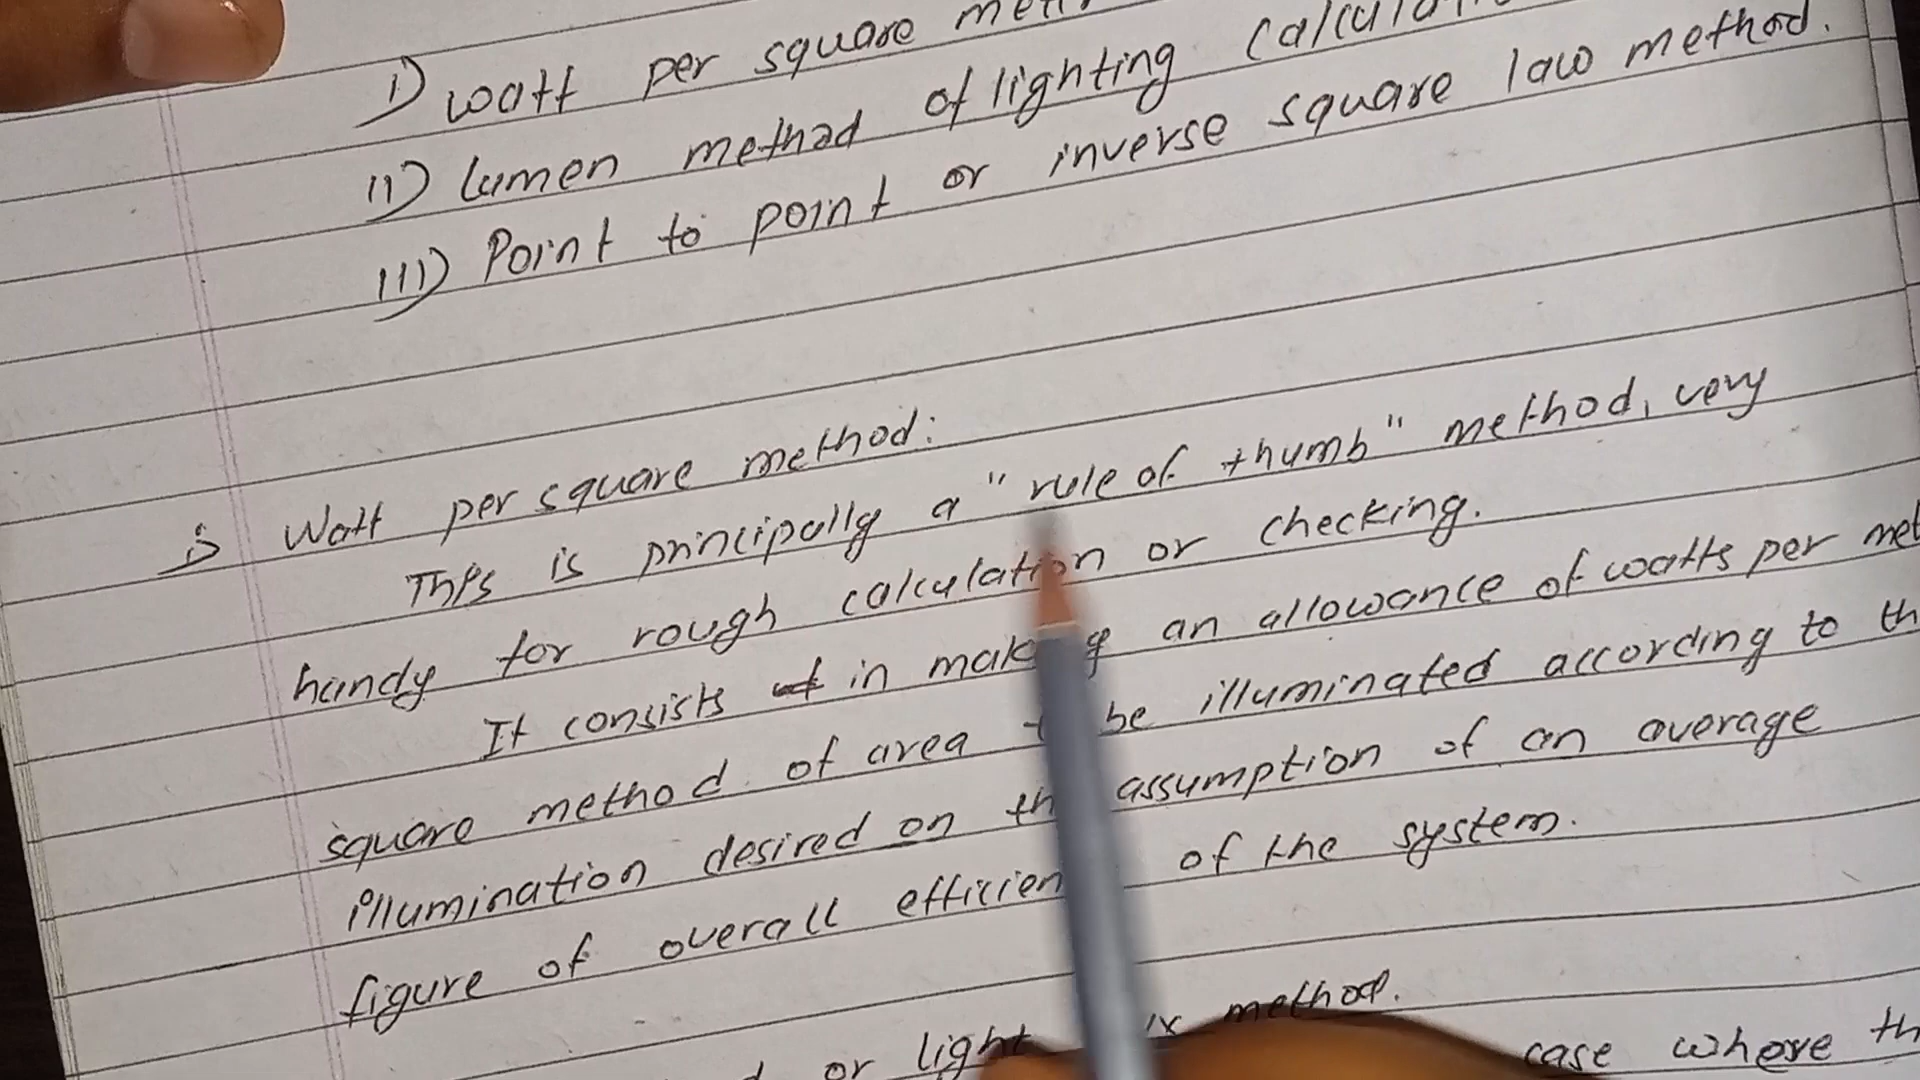 i) Watt per square
ii) Lumen method of lighting
iii) Point to point or inverse square law method.
i) Watt per square method:
This is principally a "rule of thumb" method, very
handy for rough calculation or checking.
It consists in making an allowance of watts per
square method. of area be illuminated according to
illumination desired on assumption of an average
figure of overall of the system.
or light method.
case where